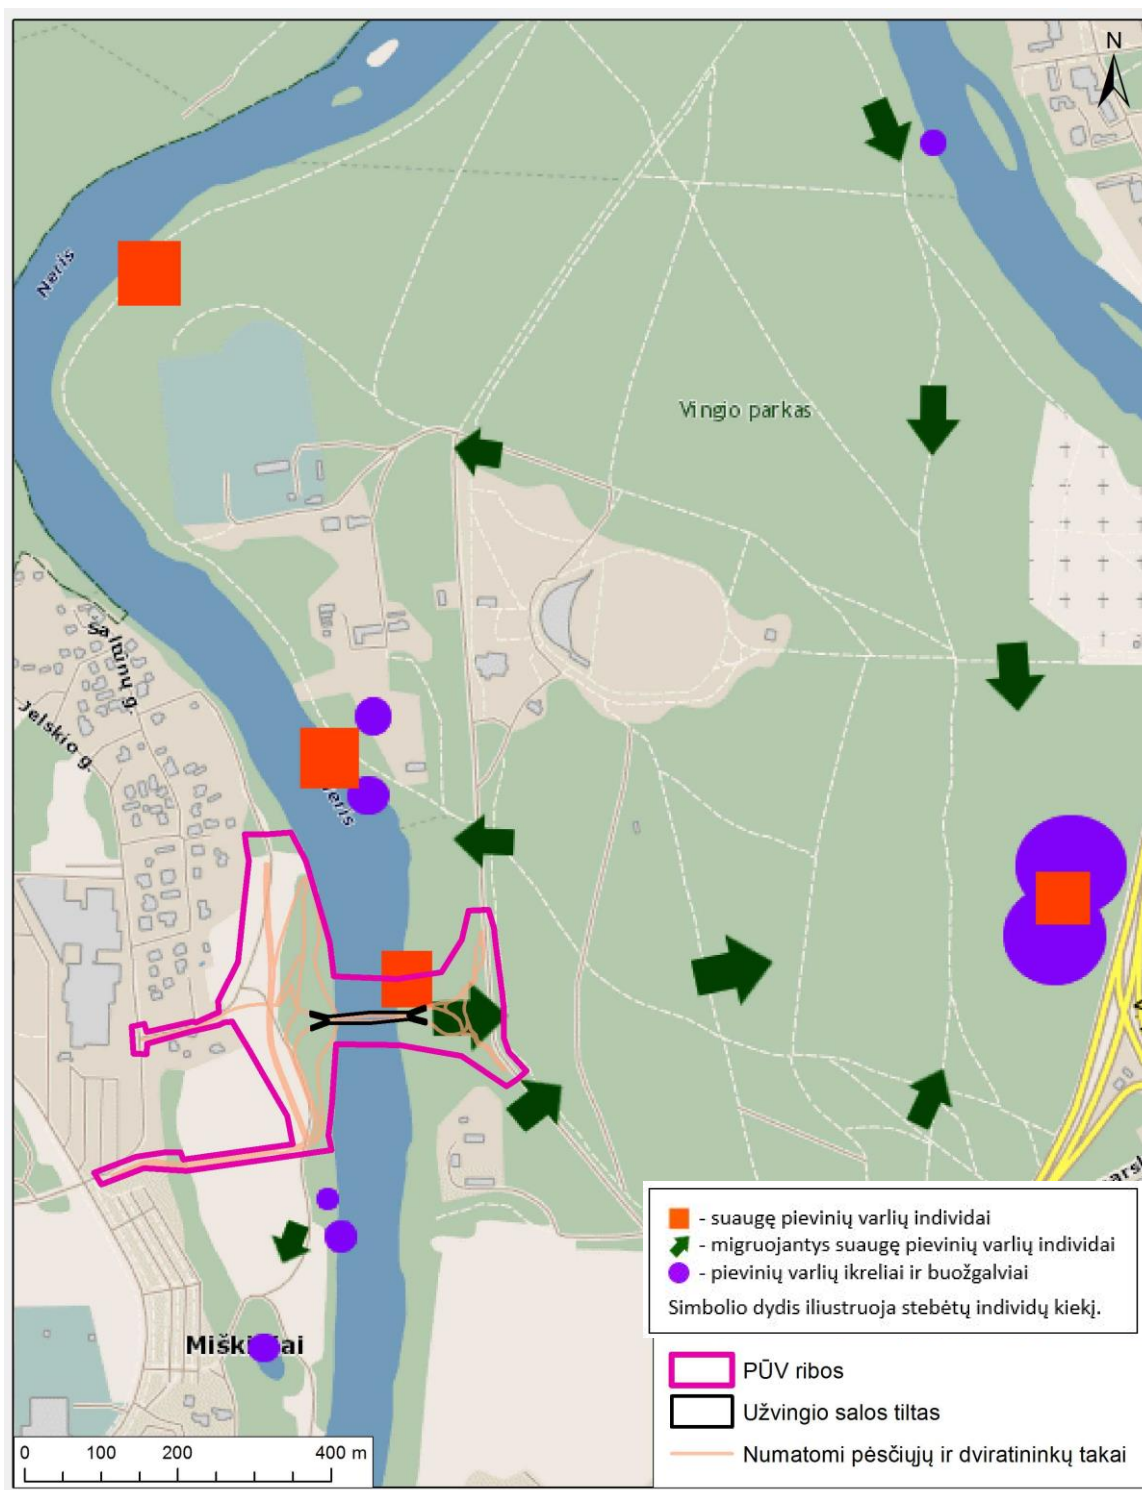 N
Neris
Vingio parkas
Šaltinių g.
Jelskio g.
Neris
- suaugę pievinių varlių individai
- migruojantys suaugę pievinių varlių individai
- pievinių varlių ikreliai ir buožgalviai
Simbolio dydis iliustruoja stebėtų individų kiekį.
PŪV ribos
Užvingio salos tiltas
Numatomi pėsčiųjų ir dviratininkų takai
0 100 200 400 m